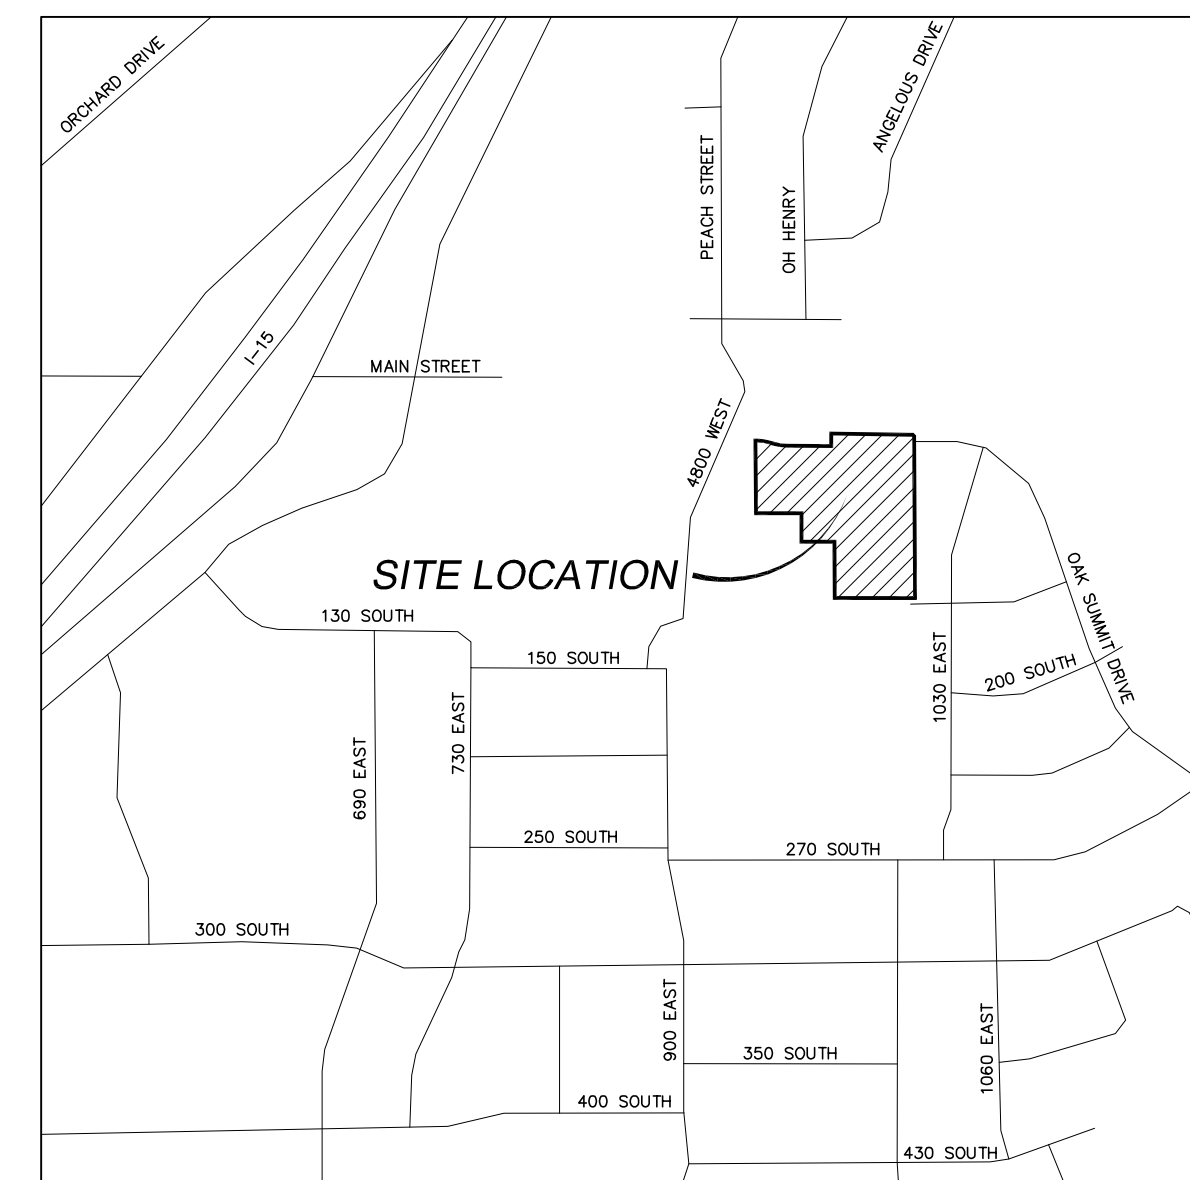 ORCHARD DRIVE
ANGELOUS DRIVE
PEACH STREET
OH HENRY
I-15
MAIN STREET
4800 WEST
SITE LOCATION
OAK SUMMIT DRIVE
130 SOUTH
150 SOUTH
1030 EAST
200 SOUTH
730 EAST
690 EAST
250 SOUTH
270 SOUTH
300 SOUTH
900 EAST
1060 EAST
350 SOUTH
400 SOUTH
430 SOUTH